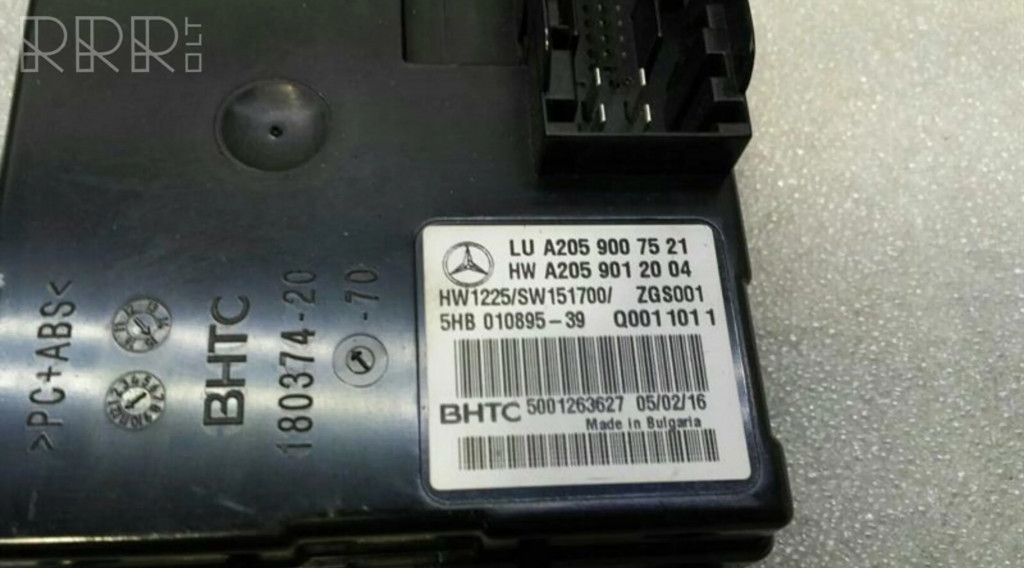 RRR LT
LU A205 900 75 21
HW A205 901 20 04
HW1225/SW151700/ ZGS001
5HB 010895-39 Q001 101 1
BHTC 5001263627 05/02/16
Made in Bulgaria
>PC+ABS<
BHTC
180374-20
-70